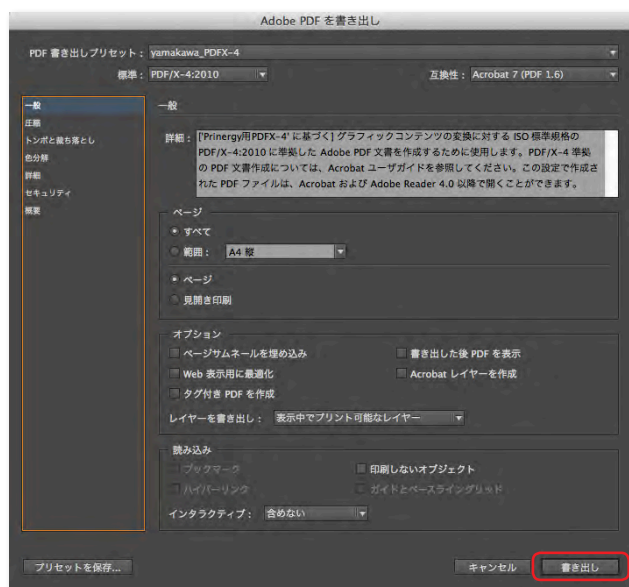 Adobe PDF を書き出し
PDF 書き出しプリセット： yamakawa_PDFX-4
標準： PDF/X-4:2010 互換性： Acrobat 7 (PDF 1.6)
一般
圧縮
トンボと裁ち落とし
色分解
詳細
セキュリティ
概要
一般
詳細： ['Prinergy用PDFX-4' に基づく] グラフィックコンテンツの変換に対する ISO 標準規格の
PDF/X-4:2010 に準拠した Adobe PDF 文書を作成するために使用します。PDF/X-4 準拠
の PDF 文書作成については、Acrobat ユーザガイドを参照してください。この設定で作成さ
れた PDF ファイルは、Acrobat および Adobe Reader 4.0 以降で開くことができます。
ページ
すべて
範囲： A4 縦
ページ
見開き印刷
オプション
ページサムネールを埋め込み 書き出した後 PDF を表示
Web 表示用に最適化 Acrobat レイヤーを作成
タグ付き PDF を作成
レイヤーを書き出し： 表示中でプリント可能なレイヤー
読み込み
ブックマーク 印刷しないオブジェクト
ハイパーリンク ガイドとベースライングリッド
インタラクティブ： 含めない
プリセットを保存... キャンセル 書き出し